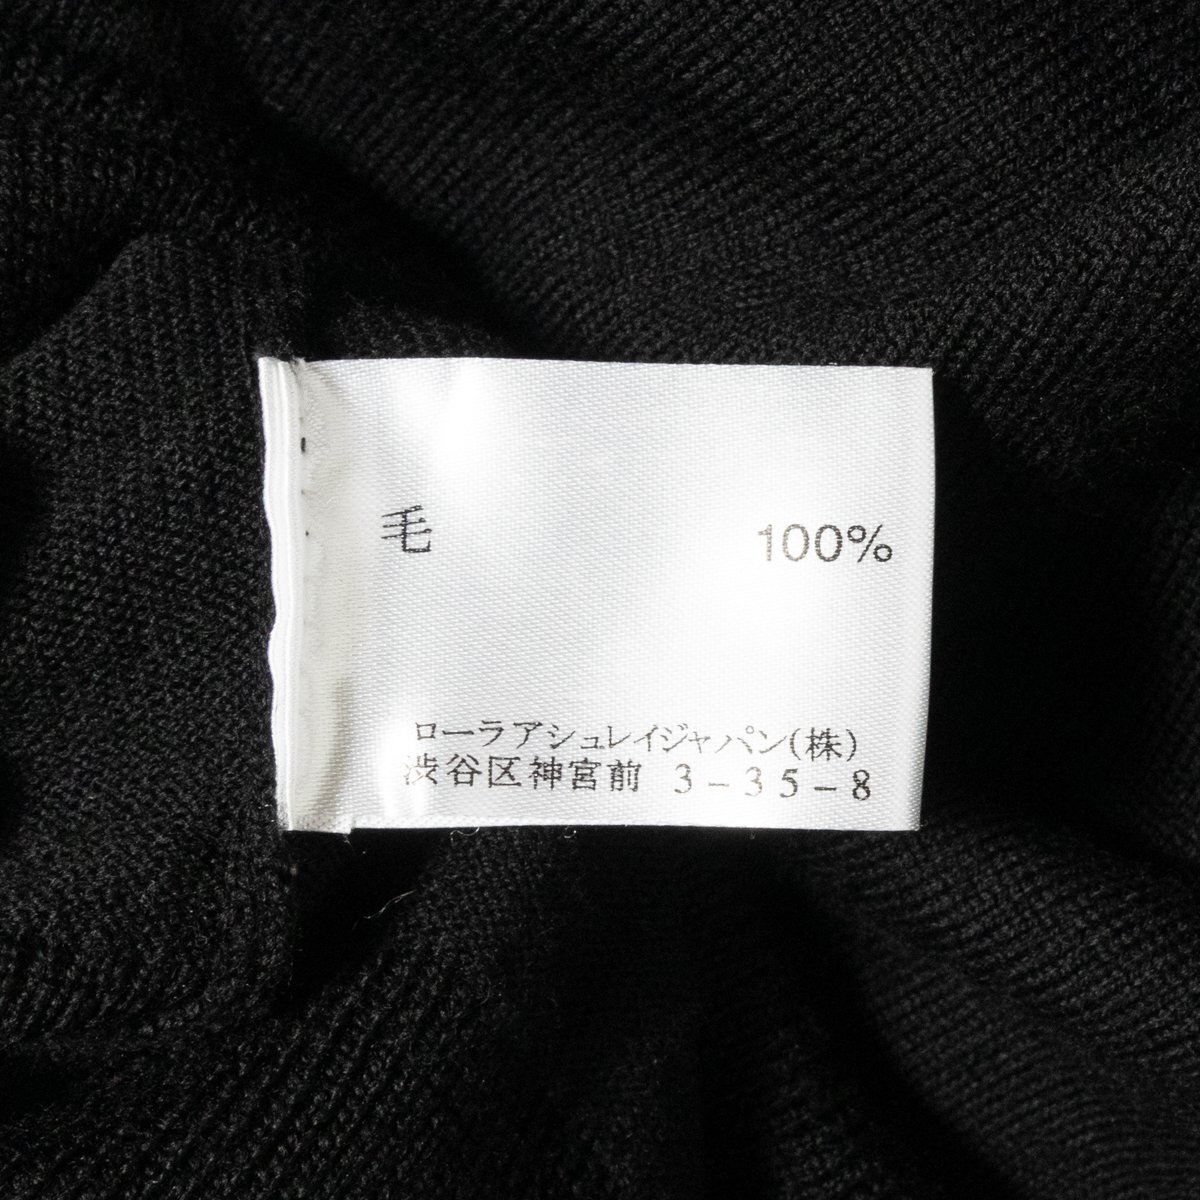 毛 100%
ローラアシュレイジャパン(株)
渋谷区神宮前 3-35-8